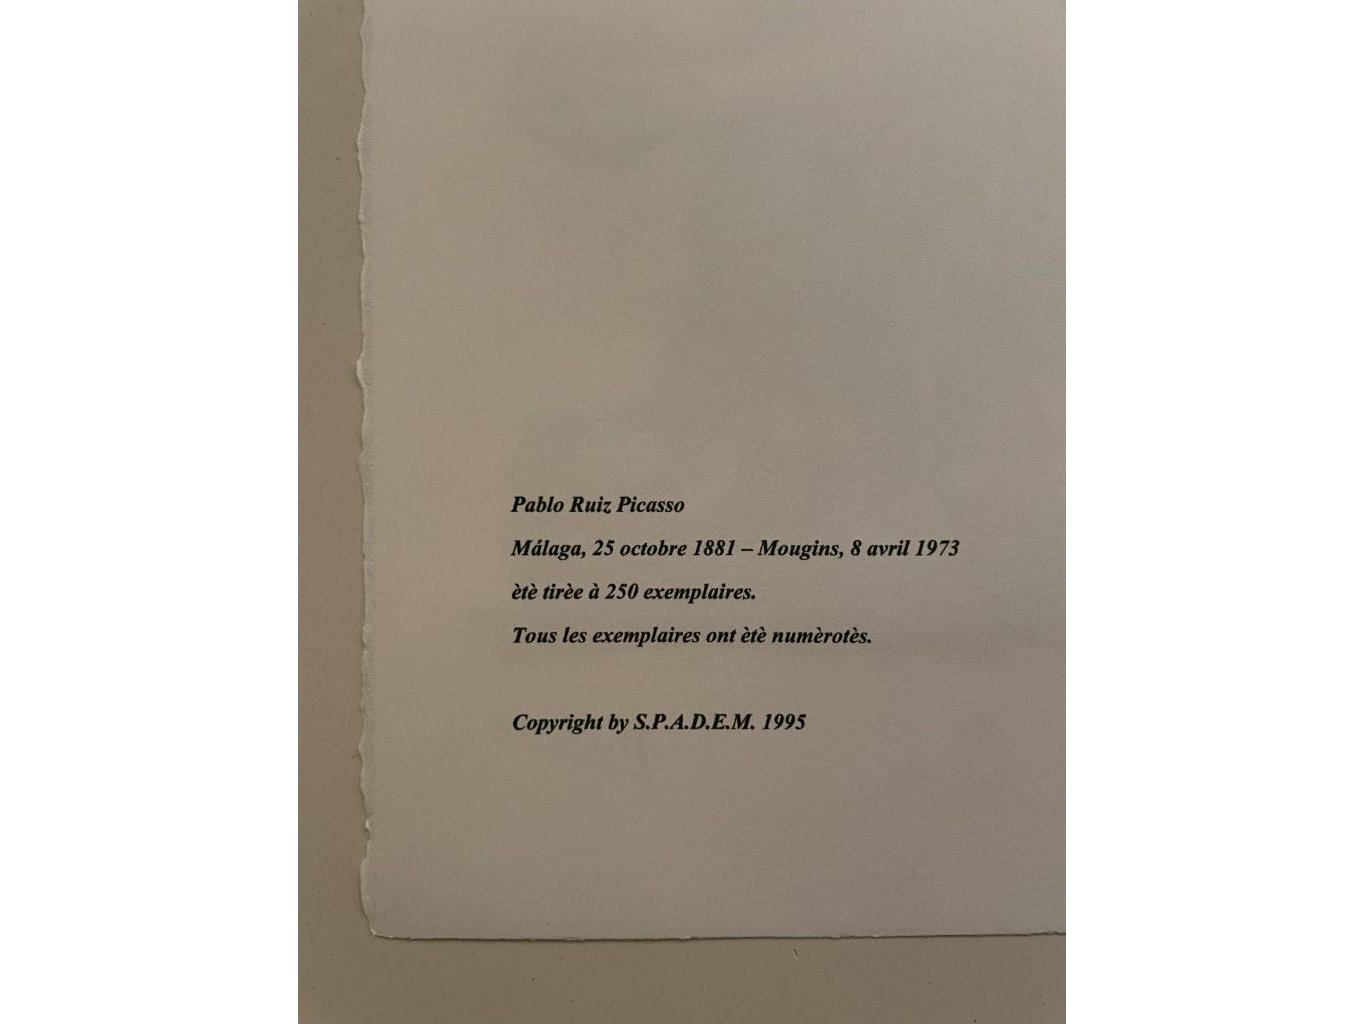 Pablo Ruiz Picasso
Málaga, 25 octobre 1881 – Mougins, 8 avril 1973
ètè tirèe à 250 exemplaires.
Tous les exemplaires ont ètè numèrotès.
Copyright by S.P.A.D.E.M. 1995